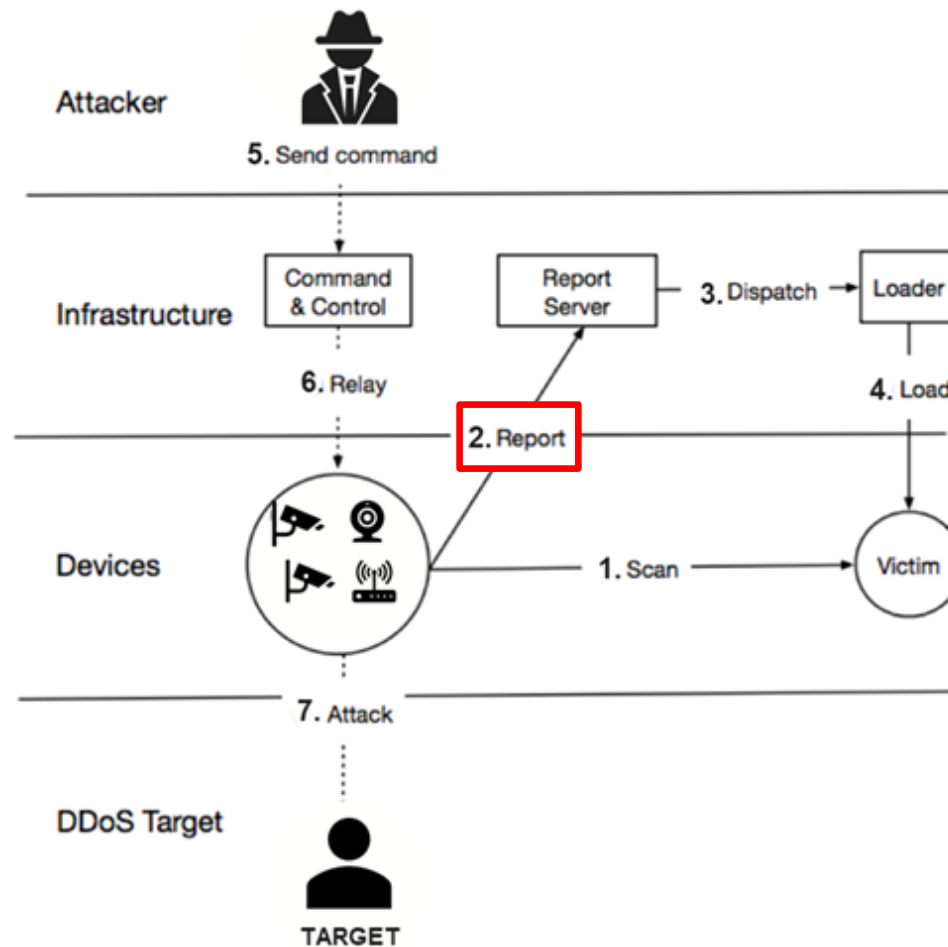 Attacker
5. Send command
Infrastructure
Command
& Control
Report
Server
3. Dispatch
Loader
6. Relay
4. Load
2. Report
Devices
1. Scan
Victim
7. Attack
DDoS Target
TARGET